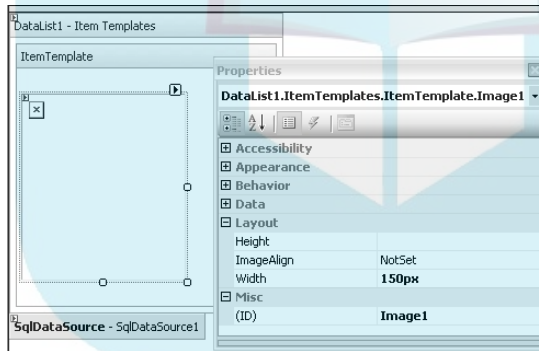 DataList1 - Item Templates
ItemTemplate
Properties
DataList1.ItemTemplates.ItemTemplate.Image1
Accessibility
Appearance
Behavior
Data
Layout
Height
ImageAlign NotSet
Width 150px
Misc
(ID) Image1
SqlDataSource - SqlDataSource1